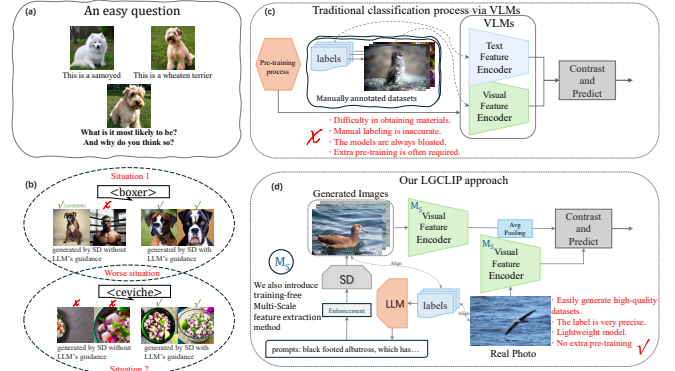 (a)
An easy question
This is a samoyed
This is a wheaten terrier
What is it most likely to be?
And why do you think so?
(b)
Situation 1
<boxer>
(unstable)
generated by SD without
LLM's guidance
generated by SD with
LLM's guidance
Worse situation
<ceviche>
generated by SD without
LLM's guidance
generated by SD with
LLM's guidance
Situation 2
(c)
Traditional classification process via VLMs
Pre-training
process
labels
Manually annotated datasets
VLMs
Text
Feature
Encoder
Visual
Feature
Encoder
Contrast
and
Predict
· Difficulty in obtaining materials.
· Manual labeling is inaccurate.
· The models are always bloated.
· Extra pre-training is often required.
(d)
Our LGCLIP approach
Generated Images
MS
Visual
Feature
Encoder
Avg
Pooling
Contrast
and
Predict
MS
Visual
Feature
Encoder
MS
We also introduce
training-free
Multi-Scale
feature extraction
method
SD
Enhancement
LLM
labels
Align
Align
Real Photo
prompts: black footed albatross, which has...
· Easily generate high-quality
datasets.
· The label is very precise.
· Lightweight model.
· No extra pre-training